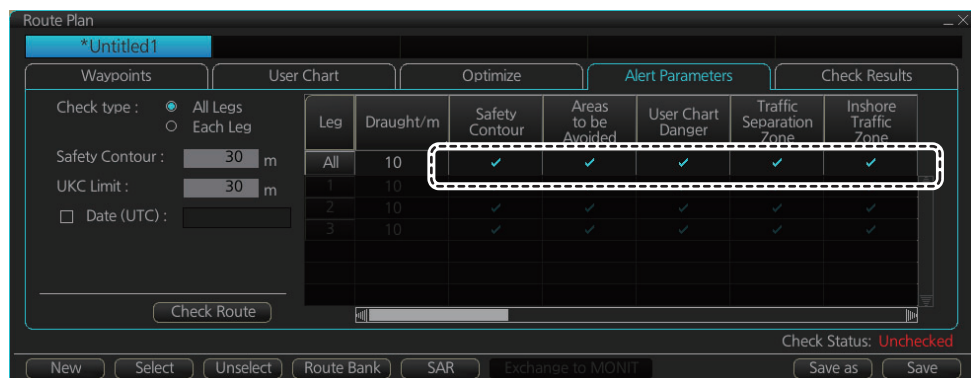 Route Plan
*Untitled1
Waypoints User Chart Optimize Alert Parameters Check Results
Check type : All Legs
Each Leg
Safety Contour : 30 m
UKC Limit : 30 m
Date (UTC) :
Check Route
Leg Draught/m Safety Contour Areas to be Avoided User Chart Danger Traffic Separation Zone Inshore Traffic Zone
All 10 ✓ ✓ ✓ ✓ ✓
1 10
2 10 ✓ ✓ ✓ ✓ ✓
3 10 ✓ ✓ ✓ ✓ ✓
Check Status: Unchecked
New Select Unselect Route Bank SAR Exchange to MONIT Save as Save